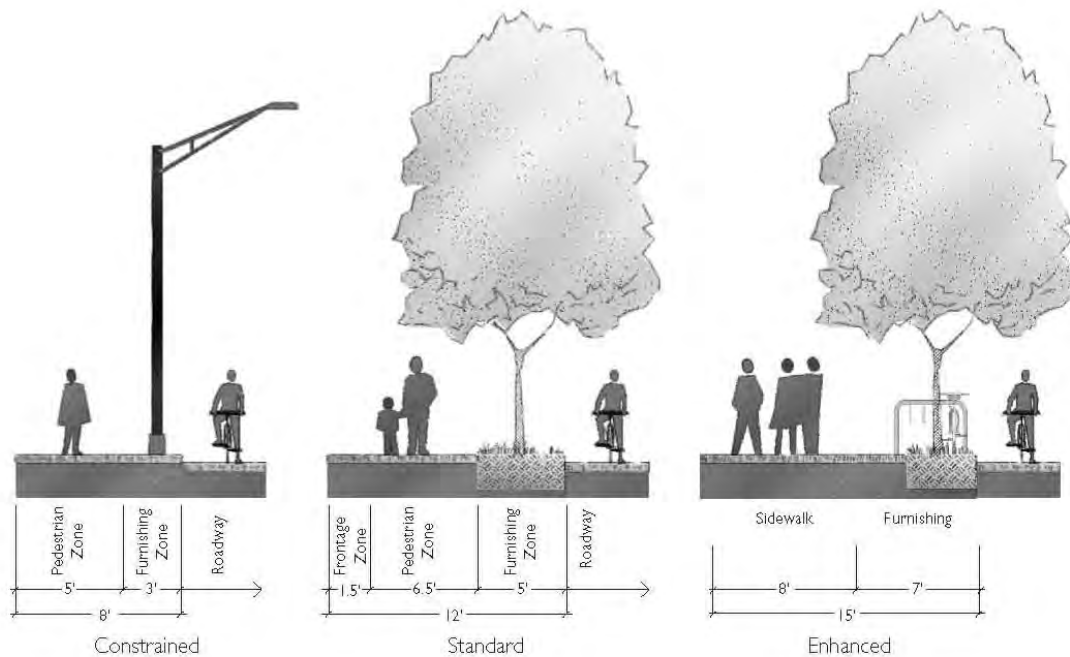 Pedestrian
Zone
Furnishing
Zone
Roadway
5'
3'
8'
Constrained
Frontage
Zone
Pedestrian
Zone
Furnishing
Zone
Roadway
1.5'
6.5'
5'
12'
Standard
Sidewalk
Furnishing
8'
7'
15'
Enhanced